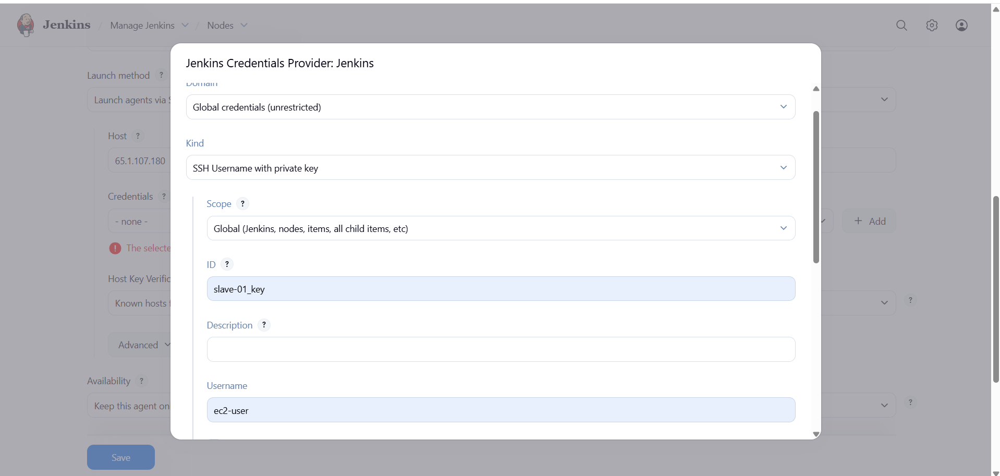 Jenkins / Manage Jenkins / Nodes
Jenkins Credentials Provider: Jenkins
Domain
Global credentials (unrestricted)
Kind
SSH Username with private key
Scope ?
Global (Jenkins, nodes, items, all child items, etc)
ID ?
slave-01_key
Description ?
Username
ec2-user
Launch method ?
Launch agents via
Host ?
65.1.107.180
Credentials ?
- none -
+ Add
The selecte
Host Key Verific
Known hosts
?
Advanced
Availability ?
Keep this agent on
?
Save